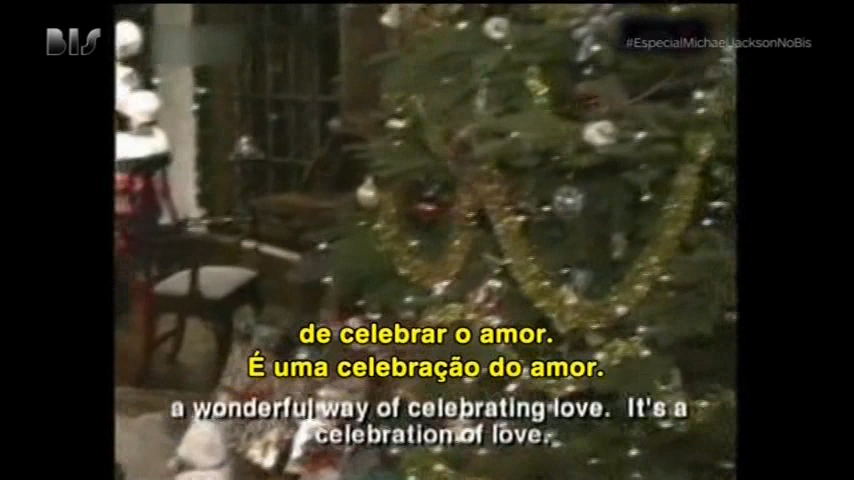 BIS
#EspecialMichaelJacksonNoBis
de celebrar o amor.
É uma celebração do amor.
a wonderful way of celebrating love. It's a
celebration of love.